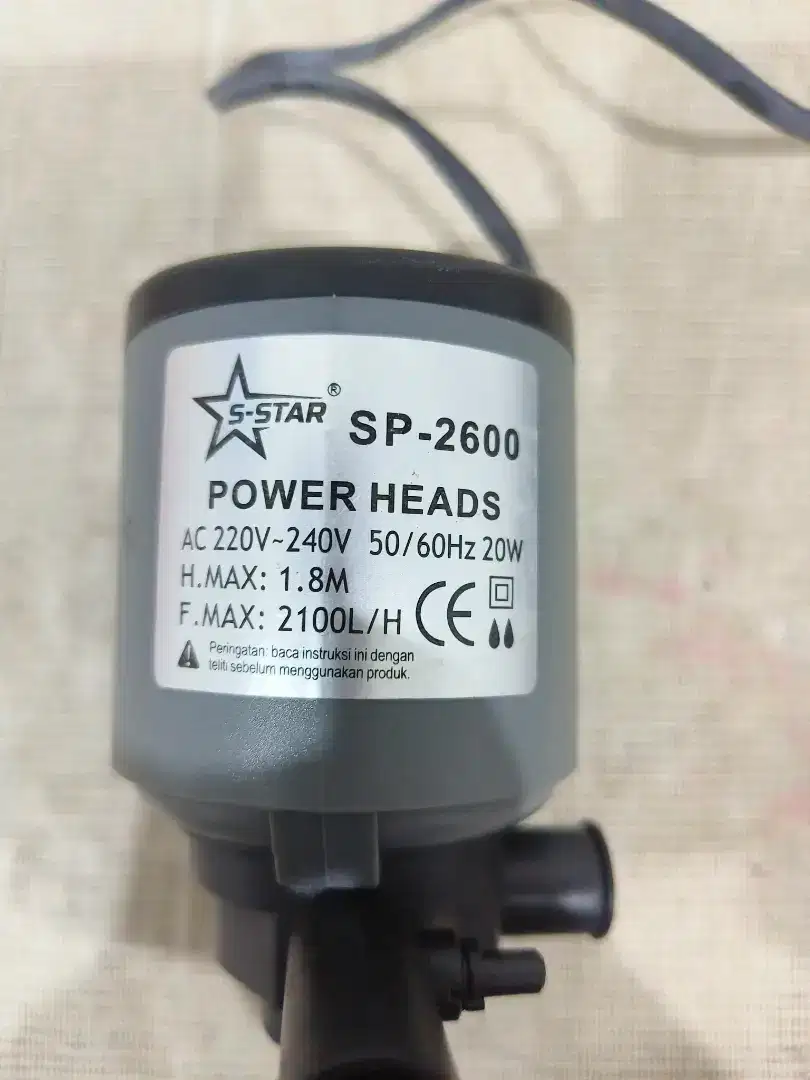 S-STAR ®
SP-2600
POWER HEADS
AC 220V~240V 50/60Hz 20W
H.MAX: 1.8M
F.MAX: 2100L/H CE
Peringatan: baca instruksi ini dengan
teliti sebelum menggunakan produk.